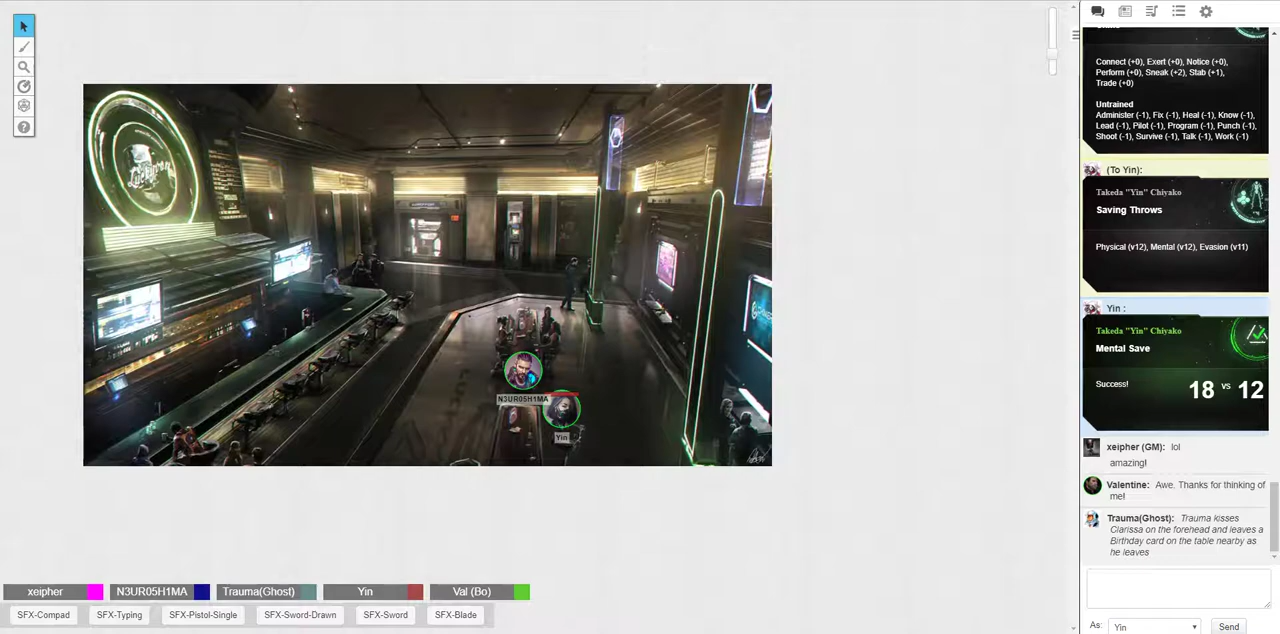 Connect (+0), Exert (+0), Notice (+0),
Perform (+0), Sneak (+2), Stab (+1),
Trade (+0)
Untrained
Administer (-1), Fix (-1), Heal (-1), Know (-1),
Lead (-1), Pilot (-1), Program (-1), Punch (-1),
Shoot (-1), Survive (-1), Talk (-1), Work (-1)
(To Yin):
Takeda "Yin" Chiyako
Saving Throws
Physical (v12), Mental (v12), Evasion (v11)
Yin :
Takeda "Yin" Chiyako
Mental Save
Success!
18 vs 12
xeipher (GM): lol
amazing!
Valentine: Awe. Thanks for thinking of
me!
Trauma(Ghost): Trauma kisses
Clarissa on the forehead and leaves a
Birthday card on the table nearby as
he leaves
As: Yin
Send
N3UR05H1MA
Yin
xeipher
N3UR05H1MA
Trauma(Ghost)
Yin
Val (Bo)
SFX-Compad
SFX-Typing
SFX-Pistol-Single
SFX-Sword-Drawn
SFX-Sword
SFX-Blade